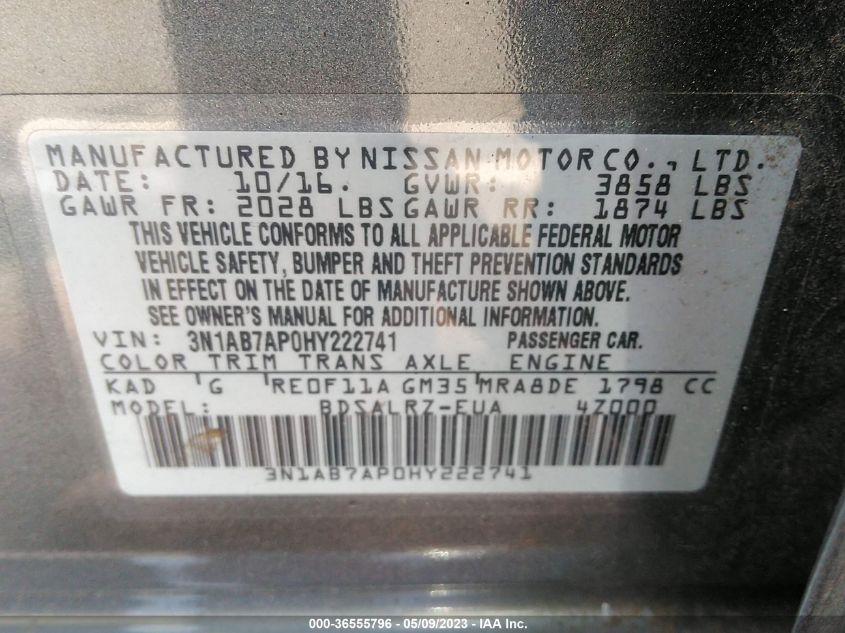 MANUFACTURED BY NISSAN MOTOR CO., LTD.
DATE: 10/16. GVWR: 3858 LBS
GAWR FR: 2028 LBS GAWR RR: 1874 LBS
THIS VEHICLE CONFORMS TO ALL APPLICABLE FEDERAL MOTOR
VEHICLE SAFETY, BUMPER AND THEFT PREVENTION STANDARDS
IN EFFECT ON THE DATE OF MANUFACTURE SHOWN ABOVE.
SEE OWNER'S MANUAL FOR ADDITIONAL INFORMATION.
VIN: 3N1AB7AP0HY222741 PASSENGER CAR.
COLOR TRIM TRANS AXLE ENGINE
KAD G RE0F11A GM35 MRA8DE 1798 CC
MODEL: BDSALRZ-EUA 4Z000
3N1AB7AP0HY222741
000-36555796 - 05/09/2023 - IAA Inc.